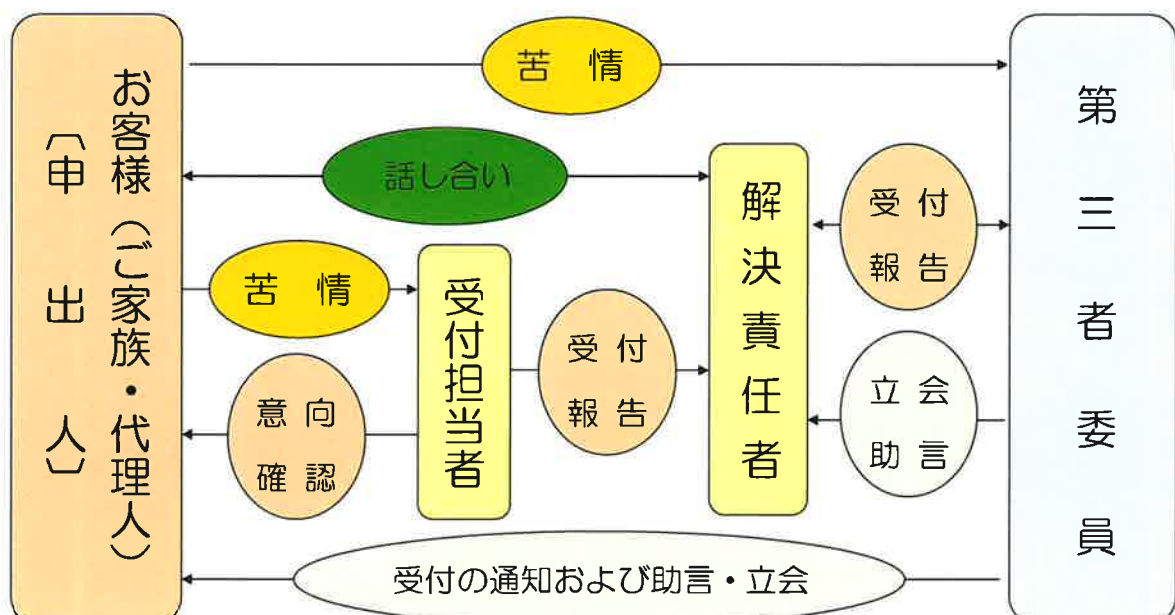 お客様（ご家族・代理人）
〔申出人〕
苦情
話し合い
苦情
意向
確認
受付担当者
受付
報告
解決責任者
受付
報告
立会
助言
受付の通知および助言・立会
第三者委員